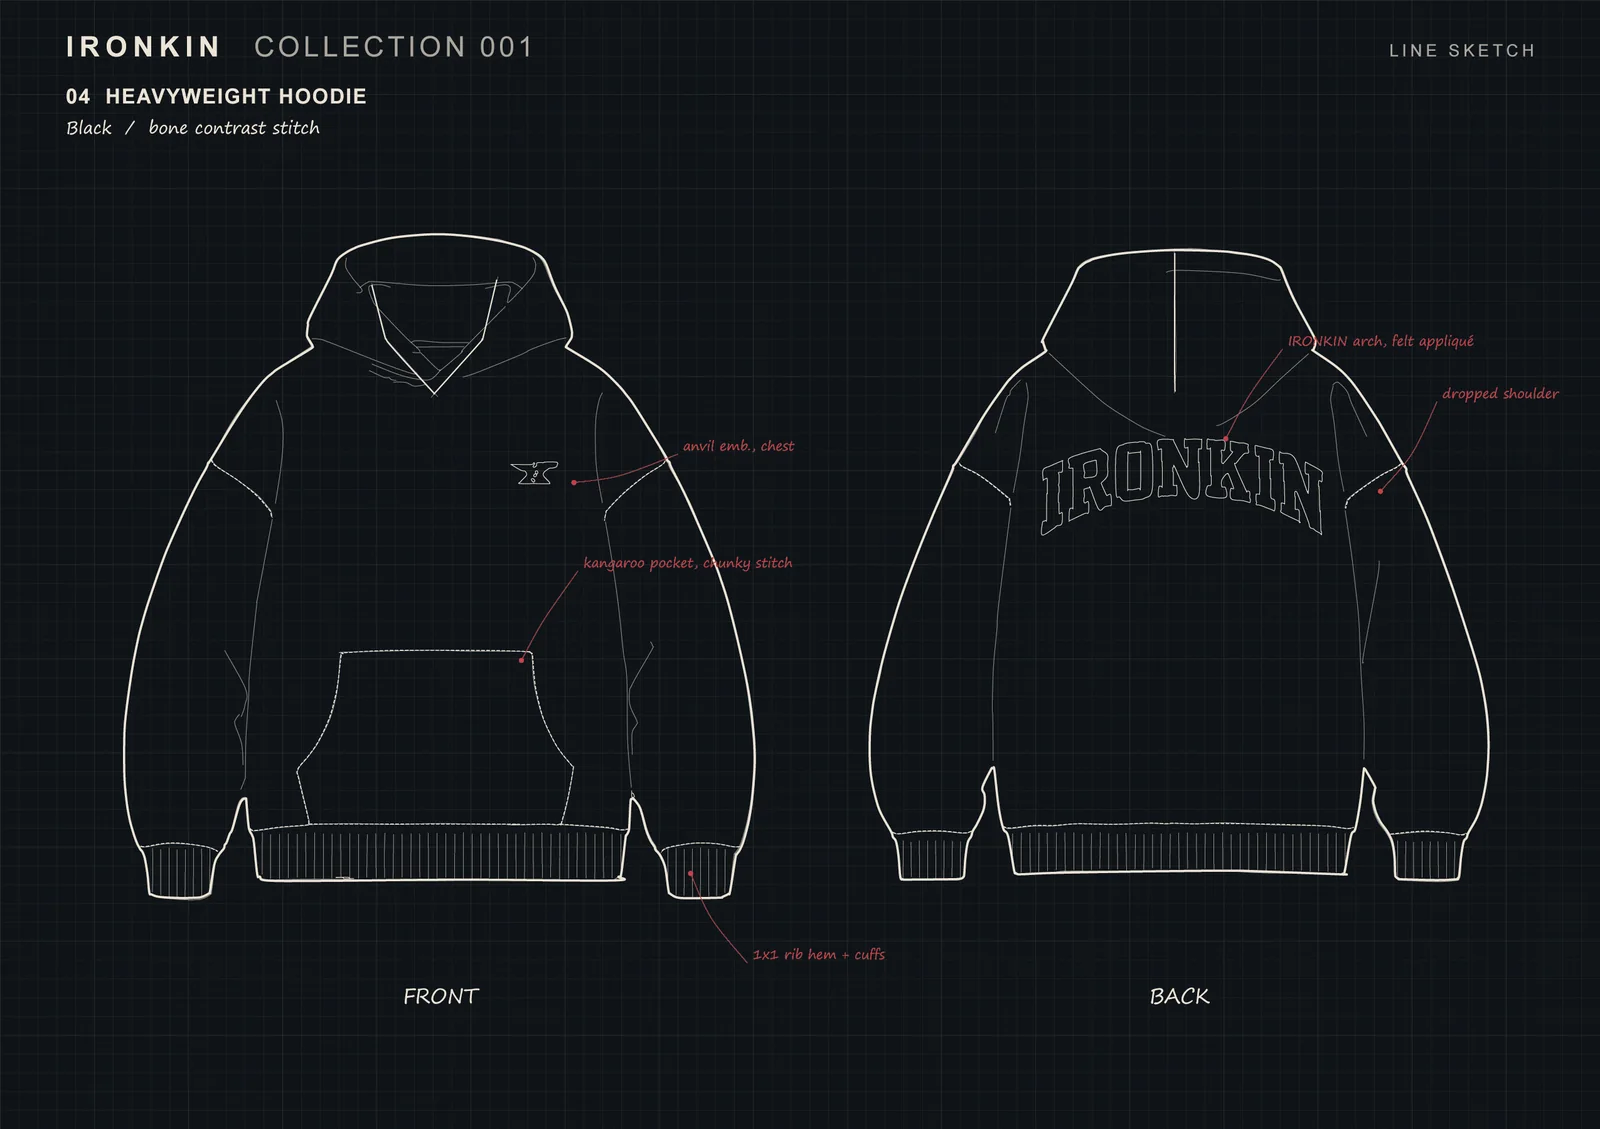 IRONKIN COLLECTION 001
LINE SKETCH
04 HEAVYWEIGHT HOODIE
Black / bone contrast stitch
IRONKIN arch, felt appliqué
dropped shoulder
anvil emb., chest
IRONKIN
kangaroo pocket, chunky stitch
1x1 rib hem + cuffs
FRONT
BACK